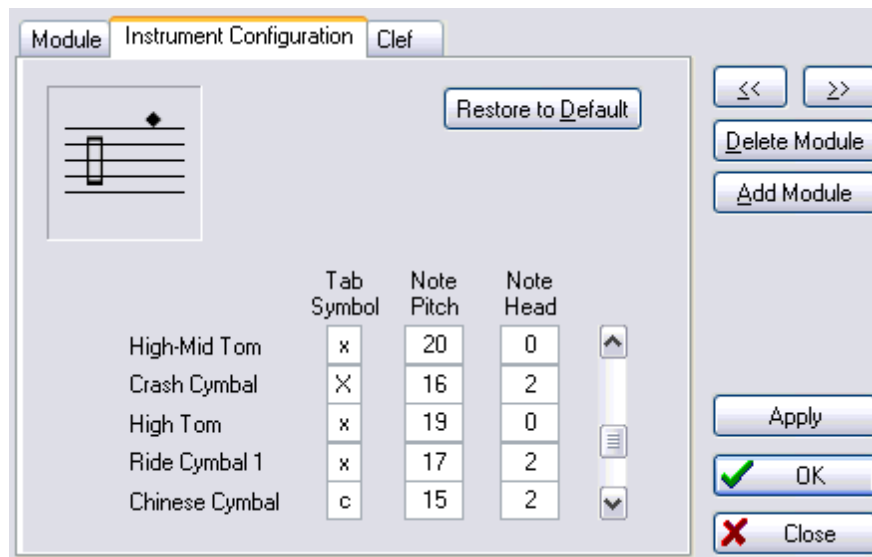 Module Instrument Configuration Clef
<< >>
Restore to Default
Delete Module
Add Module
Tab Symbol Note Pitch Note Head
High-Mid Tom x 20 0
Crash Cymbal X 16 2
High Tom x 19 0
Ride Cymbal 1 x 17 2
Chinese Cymbal c 15 2
Apply
OK
Close